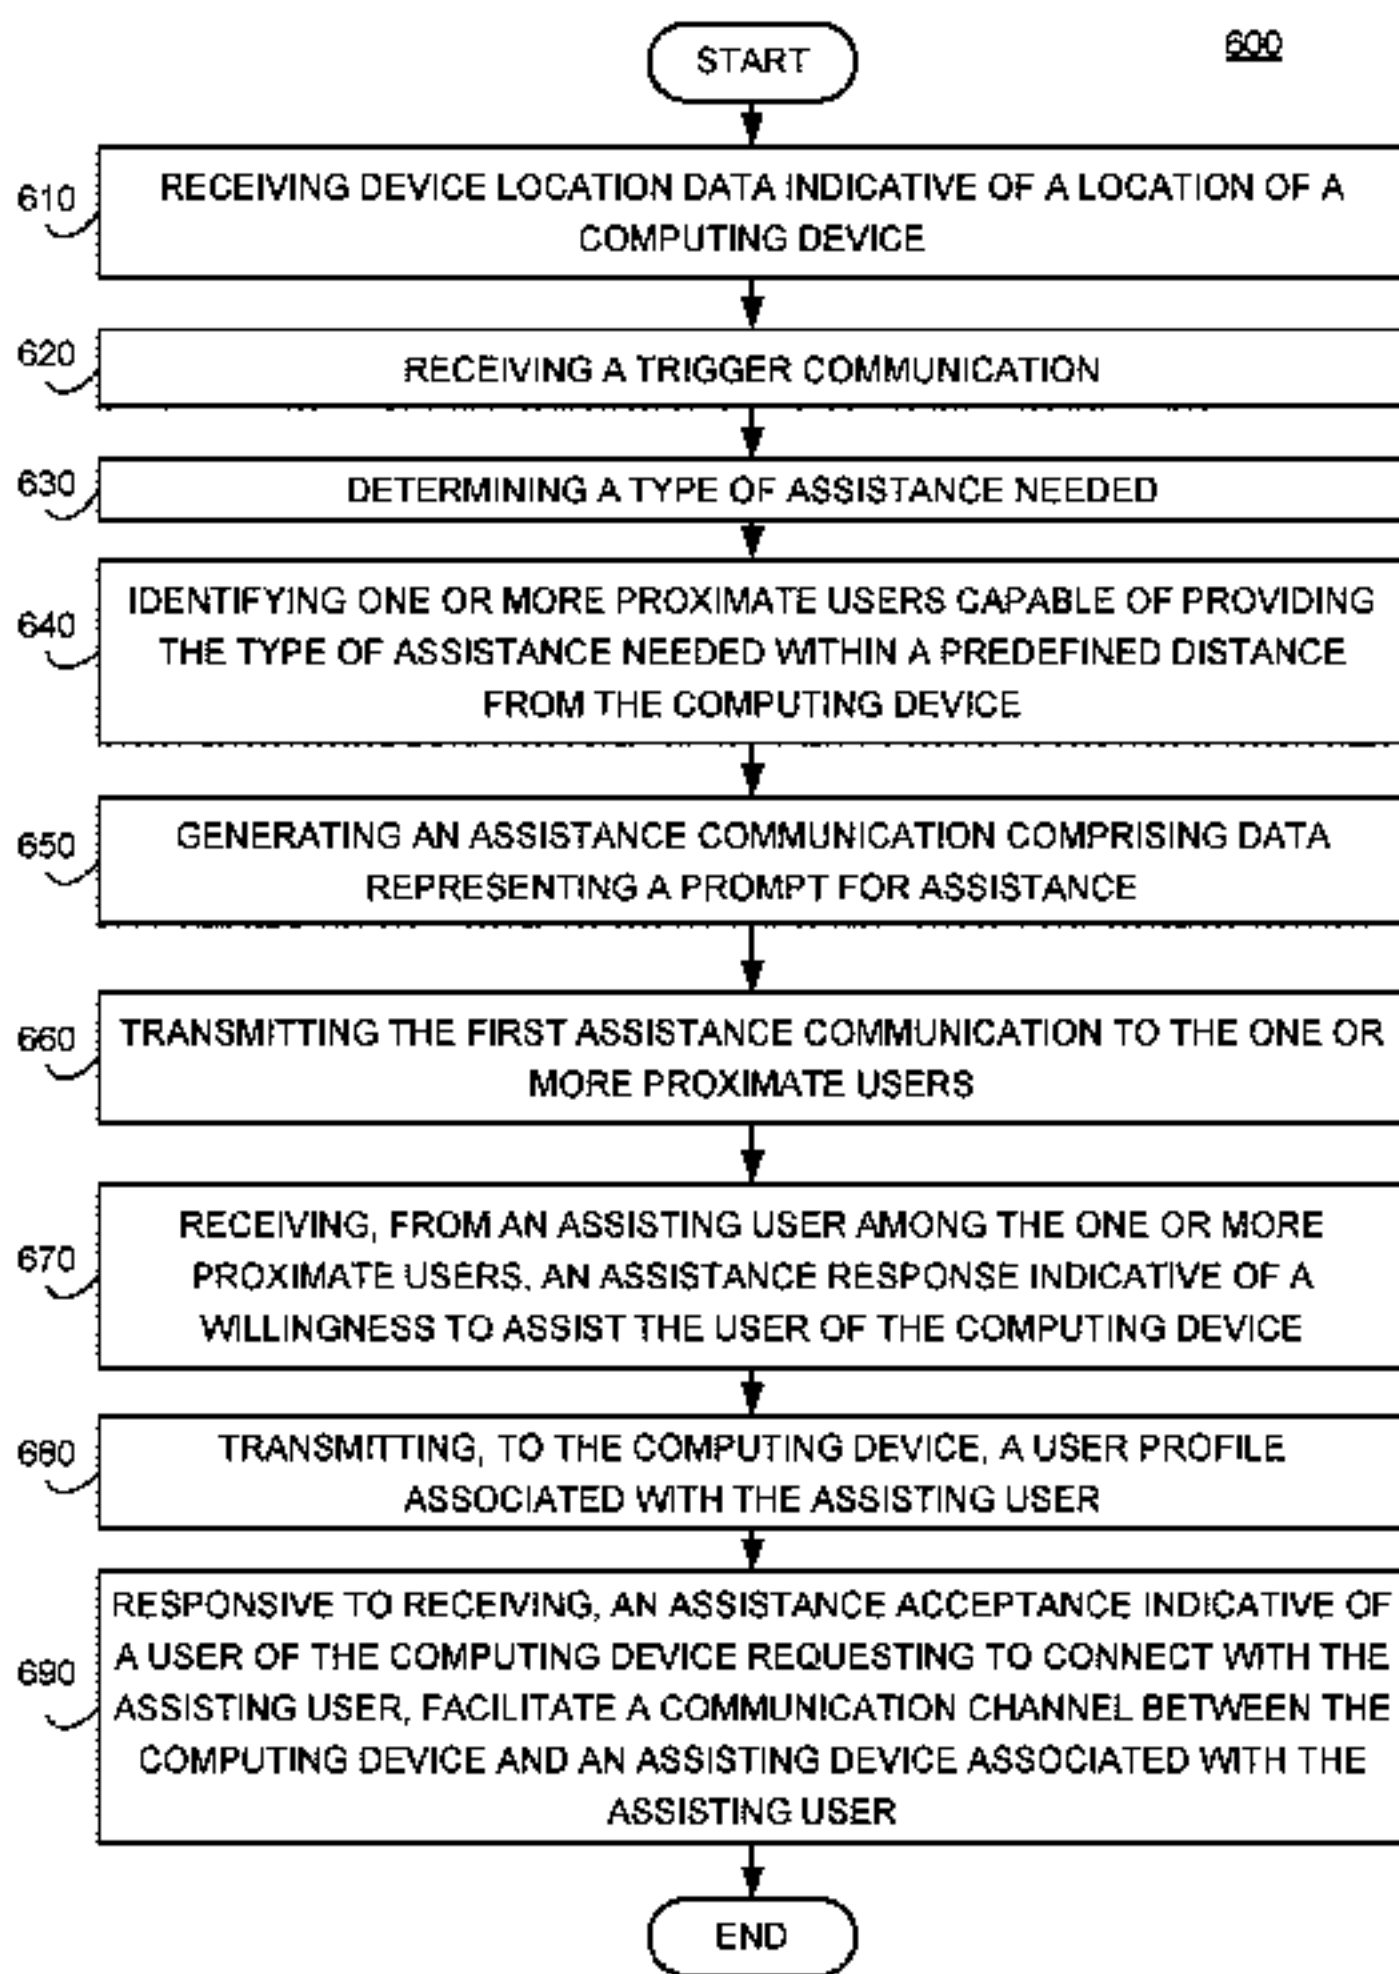 START
600
610
RECEIVING DEVICE LOCATION DATA INDICATIVE OF A LOCATION OF A
COMPUTING DEVICE
620
RECEIVING A TRIGGER COMMUNICATION
630
DETERMINING A TYPE OF ASSISTANCE NEEDED
640
IDENTIFYING ONE OR MORE PROXIMATE USERS CAPABLE OF PROVIDING
THE TYPE OF ASSISTANCE NEEDED WITHIN A PREDEFINED DISTANCE
FROM THE COMPUTING DEVICE
650
GENERATING AN ASSISTANCE COMMUNICATION COMPRISING DATA
REPRESENTING A PROMPT FOR ASSISTANCE
660
TRANSMITTING THE FIRST ASSISTANCE COMMUNICATION TO THE ONE OR
MORE PROXIMATE USERS
670
RECEIVING, FROM AN ASSISTING USER AMONG THE ONE OR MORE
PROXIMATE USERS, AN ASSISTANCE RESPONSE INDICATIVE OF A
WILLINGNESS TO ASSIST THE USER OF THE COMPUTING DEVICE
680
TRANSMITTING, TO THE COMPUTING DEVICE, A USER PROFILE
ASSOCIATED WITH THE ASSISTING USER
690
RESPONSIVE TO RECEIVING, AN ASSISTANCE ACCEPTANCE INDICATIVE OF
A USER OF THE COMPUTING DEVICE REQUESTING TO CONNECT WITH THE
ASSISTING USER, FACILITATE A COMMUNICATION CHANNEL BETWEEN THE
COMPUTING DEVICE AND AN ASSISTING DEVICE ASSOCIATED WITH THE
ASSISTING USER
END